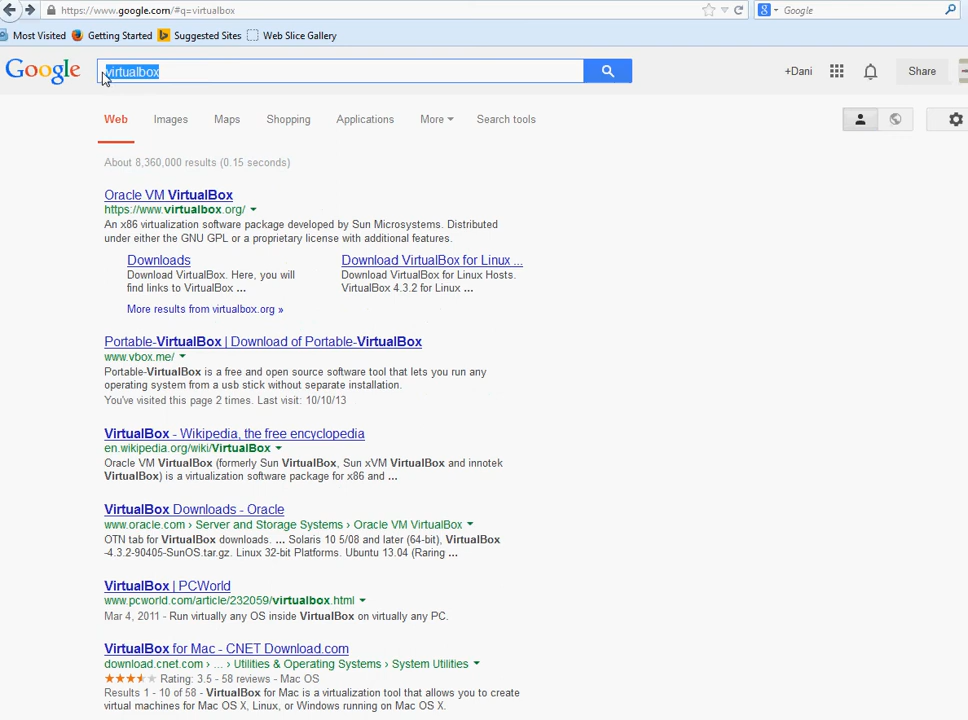 https://www.google.com/#q=virtualbox
Google
Most Visited Getting Started Suggested Sites Web Slice Gallery
Google virtualbox +Dani Share
Web Images Maps Shopping Applications More Search tools
About 8,360,000 results (0.15 seconds)
Oracle VM VirtualBox
https://www.virtualbox.org/
An x86 virtualization software package developed by Sun Microsystems. Distributed
under either the GNU GPL or a proprietary license with additional features.
Downloads
Download VirtualBox. Here, you will
find links to VirtualBox ...
Download VirtualBox for Linux ...
Download VirtualBox for Linux Hosts.
VirtualBox 4.3.2 for Linux ...
More results from virtualbox.org »
Portable-VirtualBox | Download of Portable-VirtualBox
www.vbox.me/
Portable-VirtualBox is a free and open source software tool that lets you run any
operating system from a usb stick without separate installation.
You've visited this page 2 times. Last visit: 10/10/13
VirtualBox - Wikipedia, the free encyclopedia
en.wikipedia.org/wiki/VirtualBox
Oracle VM VirtualBox (formerly Sun VirtualBox, Sun xVM VirtualBox and innotek
VirtualBox) is a virtualization software package for x86 and ...
VirtualBox Downloads - Oracle
www.oracle.com › Server and Storage Systems › Oracle VM VirtualBox
OTN tab for VirtualBox downloads. ... Solaris 10 5/08 and later (64-bit), VirtualBox
-4.3.2-90405-SunOS.tar.gz. Linux 32-bit Platforms. Ubuntu 13.04 (Raring ...
VirtualBox | PCWorld
www.pcworld.com/article/232059/virtualbox.html
Mar 4, 2011 - Run virtually any OS inside VirtualBox on virtually any PC.
VirtualBox for Mac - CNET Download.com
download.cnet.com › ... › Utilities & Operating Systems › System Utilities
Rating: 3.5 - 58 reviews - Mac OS
Results 1 - 10 of 58 - VirtualBox for Mac is a virtualization tool that allows you to create
virtual machines for Mac OS X, Linux, or Windows running on Mac OS X.